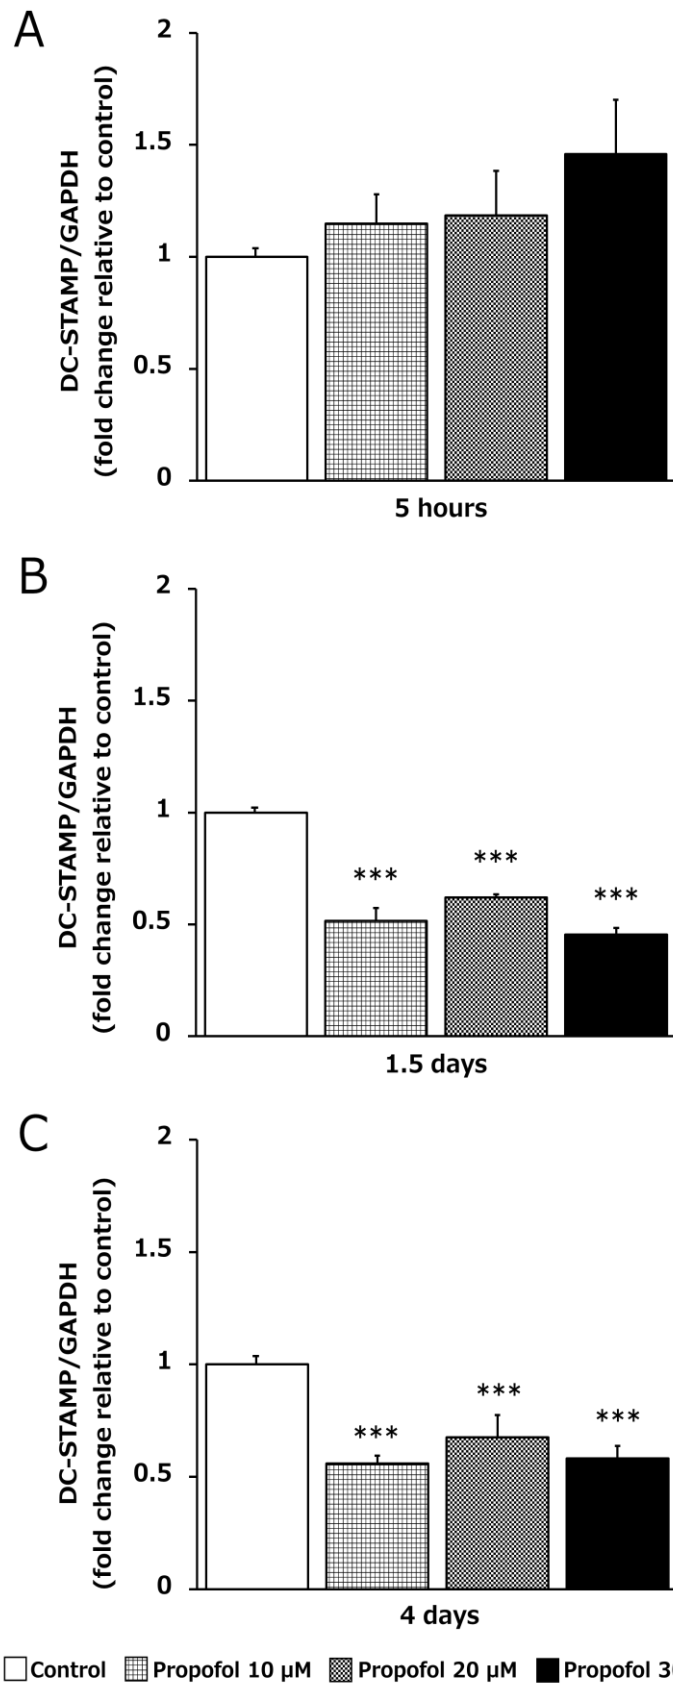 A
DC-STAMP/GAPDH
(fold change relative to control)
2
1.5
1
0.5
0
5 hours
B
DC-STAMP/GAPDH
(fold change relative to control)
2
1.5
1
0.5
0
***
***
***
1.5 days
C
DC-STAMP/GAPDH
(fold change relative to control)
2
1.5
1
0.5
0
***
***
***
4 days
Control Propofol 10 µM Propofol 20 µM Propofol